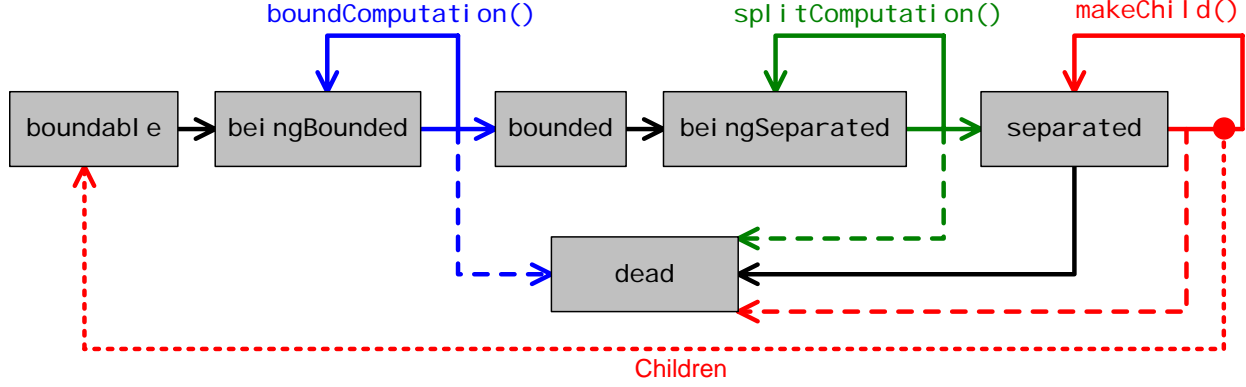 boundComputation()
splitComputation()
makeChild()
boundable
beingBounded
bounded
beingSeparated
separated
dead
Children